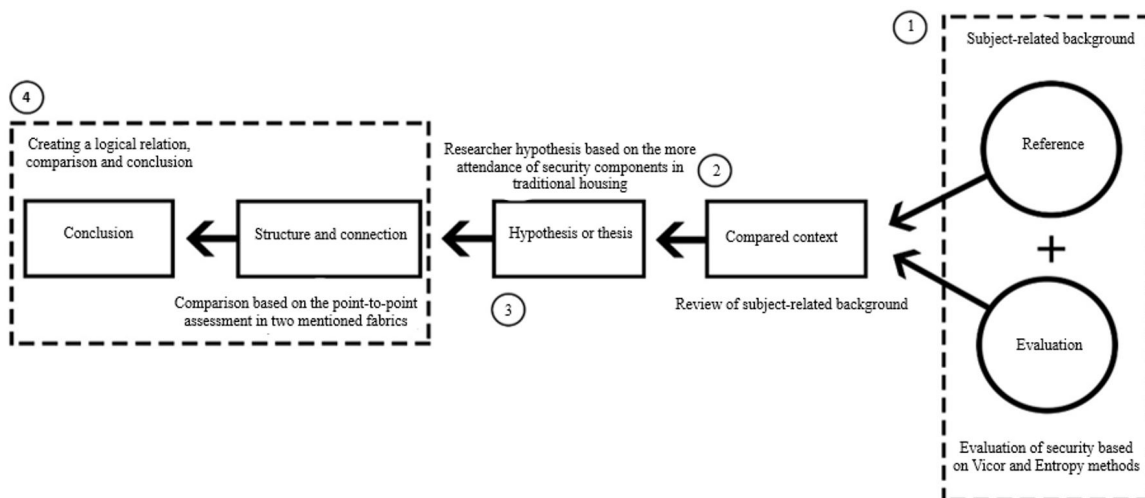 1
Subject-related background
Reference
+
Evaluation
Evaluation of security based
on Vicor and Entropy methods
2
Compared context
Review of subject-related background
Researcher hypothesis based on the more
attendance of security components in
traditional housing
Hypothesis or thesis
3
4
Creating a logical relation,
comparison and conclusion
Structure and connection
Comparison based on the point-to-point
assessment in two mentioned fabrics
Conclusion